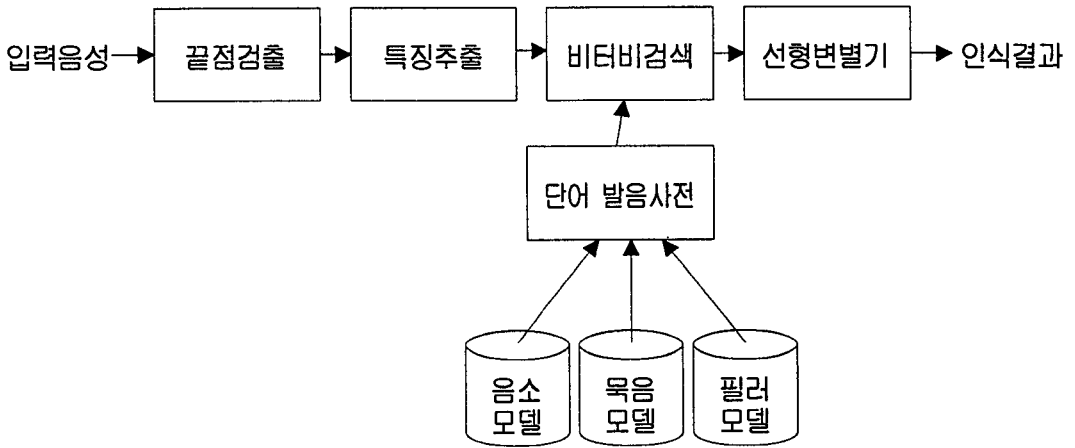 입력음성
끝점검출
특징추출
비터비검색
선형변별기
인식결과
단어 발음사전
음소
모델
묵음
모델
필러
모델